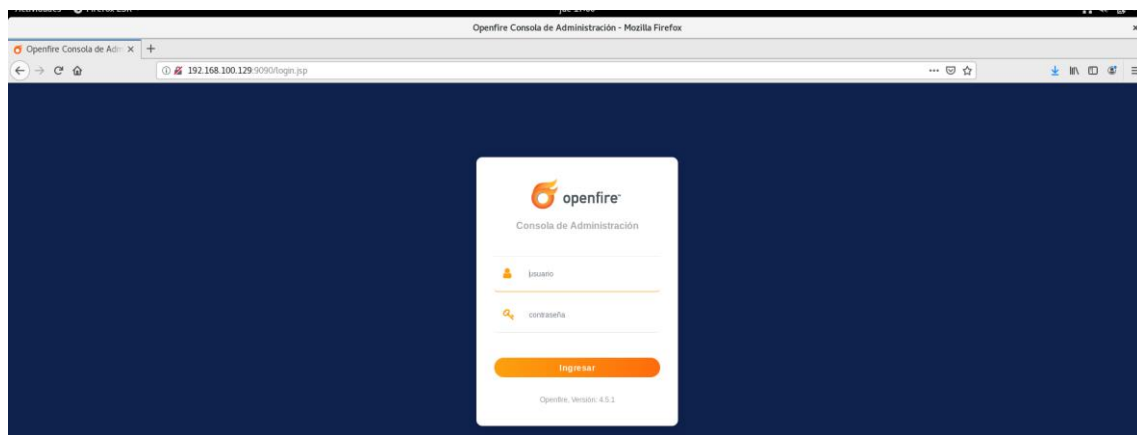 Openfire Consola de Administración - Mozilla Firefox
Openfire Consola de Adm
192.168.100.129:9090/login.jsp
openfire
Consola de Administración
usuario
contraseña
Ingresar
Openfire, Versión: 4.5.1